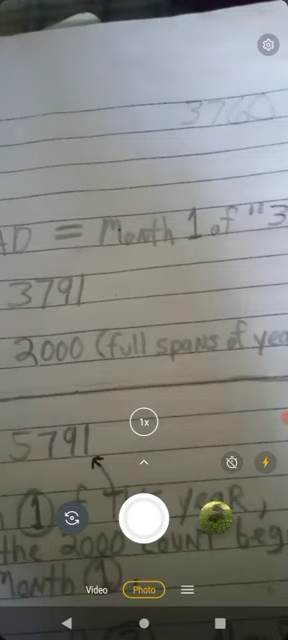 3760
AD = Month 1 of "3
3791
2000 (full spans of yea
5791
1x
① of this year,
the 2000 count beg
Month ①
Video
Photo